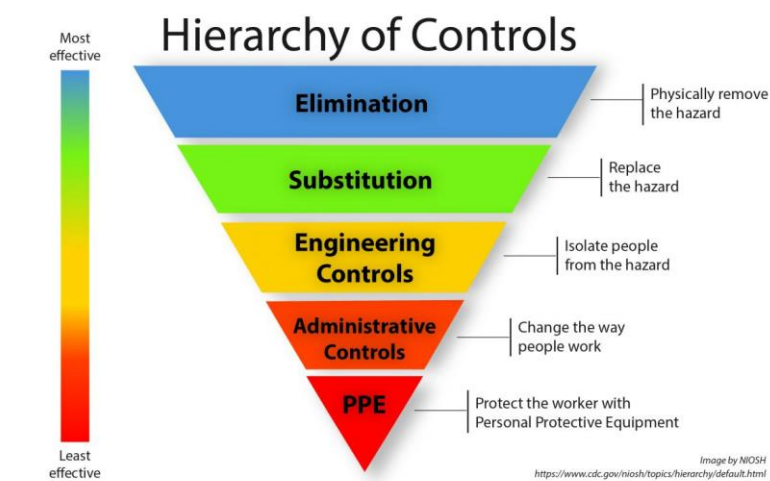 Hierarchy of Controls
Most
effective
Elimination
Physically remove
the hazard
Substitution
Replace
the hazard
Engineering
Controls
Isolate people
from the hazard
Administrative
Controls
Change the way
people work
PPE
Protect the worker with
Personal Protective Equipment
Least
effective
Image by NIOSH
https://www.cdc.gov/niosh/topics/hierarchy/default.html